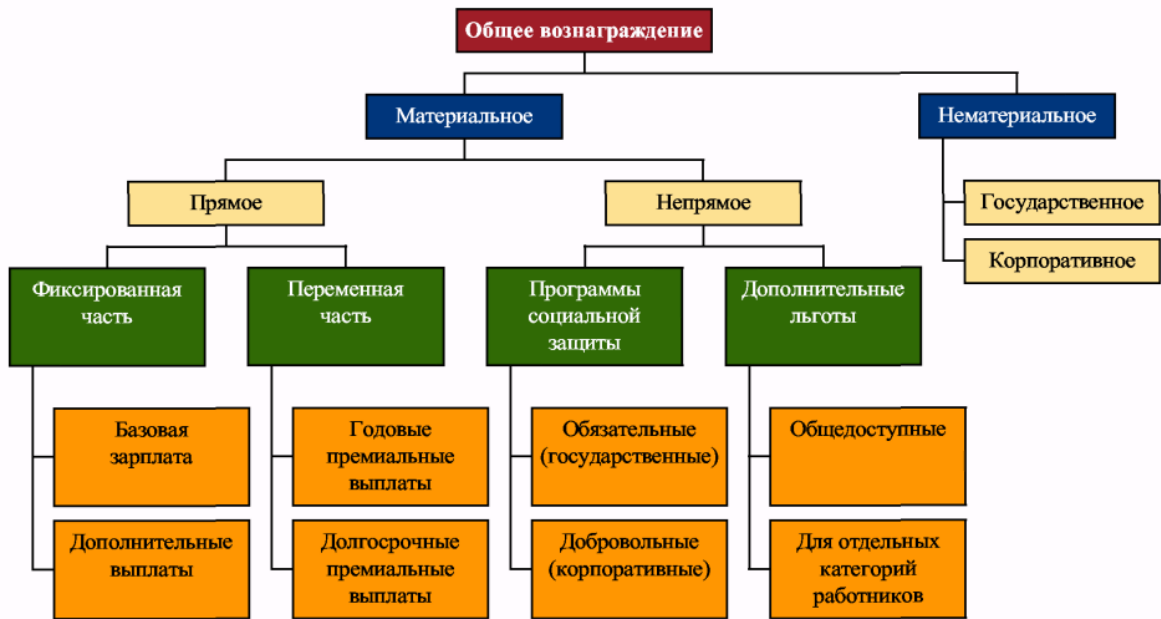 Общее вознаграждение
Материальное
Нематериальное
Прямое
Непрямое
Государственное
Корпоративное
Фиксированная
часть
Переменная
часть
Программы
социальной
защиты
Дополнительные
льготы
Базовая
зарплата
Годовые
премиальные
выплаты
Обязательные
(государственные)
Общедоступные
Дополнительные
выплаты
Долгосрочные
премиальные
выплаты
Добровольные
(корпоративные)
Для отдельных
категорий
работников